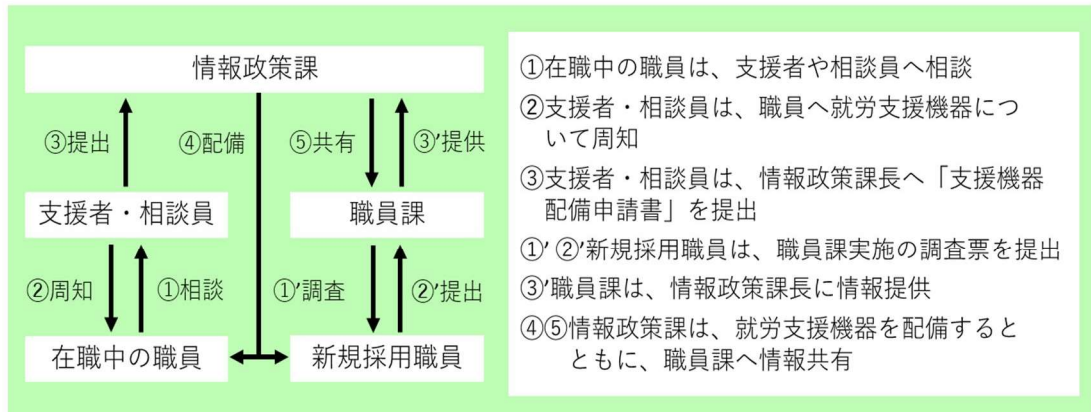 情報政策課
③提出
④配備
⑤共有
③’提供
支援者・相談員
職員課
②周知
①相談
①’調査
②’提出
在職中の職員
新規採用職員
①在職中の職員は、支援者や相談員へ相談
②支援者・相談員は、職員へ就労支援機器につ
いて周知
③支援者・相談員は、情報政策課長へ「支援機器
配備申請書」を提出
①’ ②’新規採用職員は、職員課実施の調査票を提出
③’職員課は、情報政策課長に情報提供
④⑤情報政策課は、就労支援機器を配備すると
ともに、職員課へ情報共有